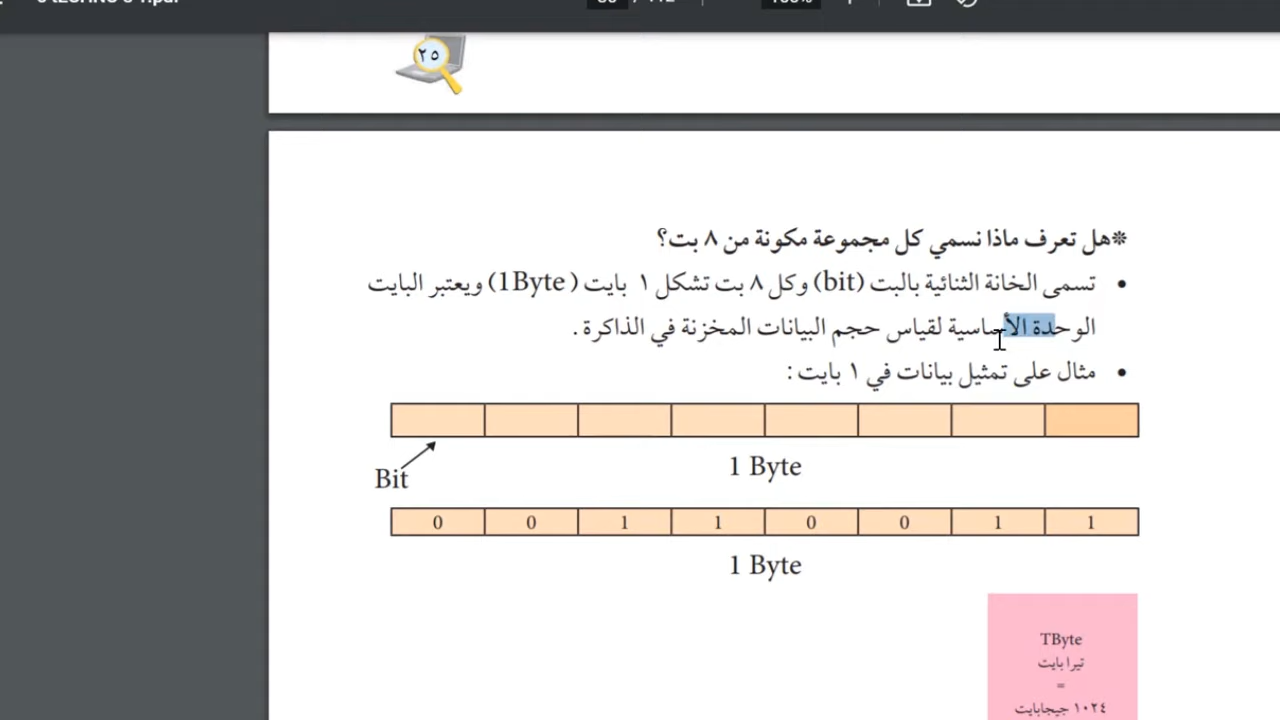 ٢٥
*هل تعرف ماذا نسمي كل مجموعة مكونة من ٨ بت؟
• تسمى الخانة الثنائية بالبت (bit) وكل ٨ بت تشكل ١ بايت (1Byte) ويعتبر البايت
الوحدة الأساسية لقياس حجم البيانات المخزنة في الذاكرة .
• مثال على تمثيل بيانات في ١ بايت :
Bit
1 Byte
0 0 1 1 0 0 1 1
1 Byte
TByte
تيرا بايت
=
١٠٢٤ جيجابايت